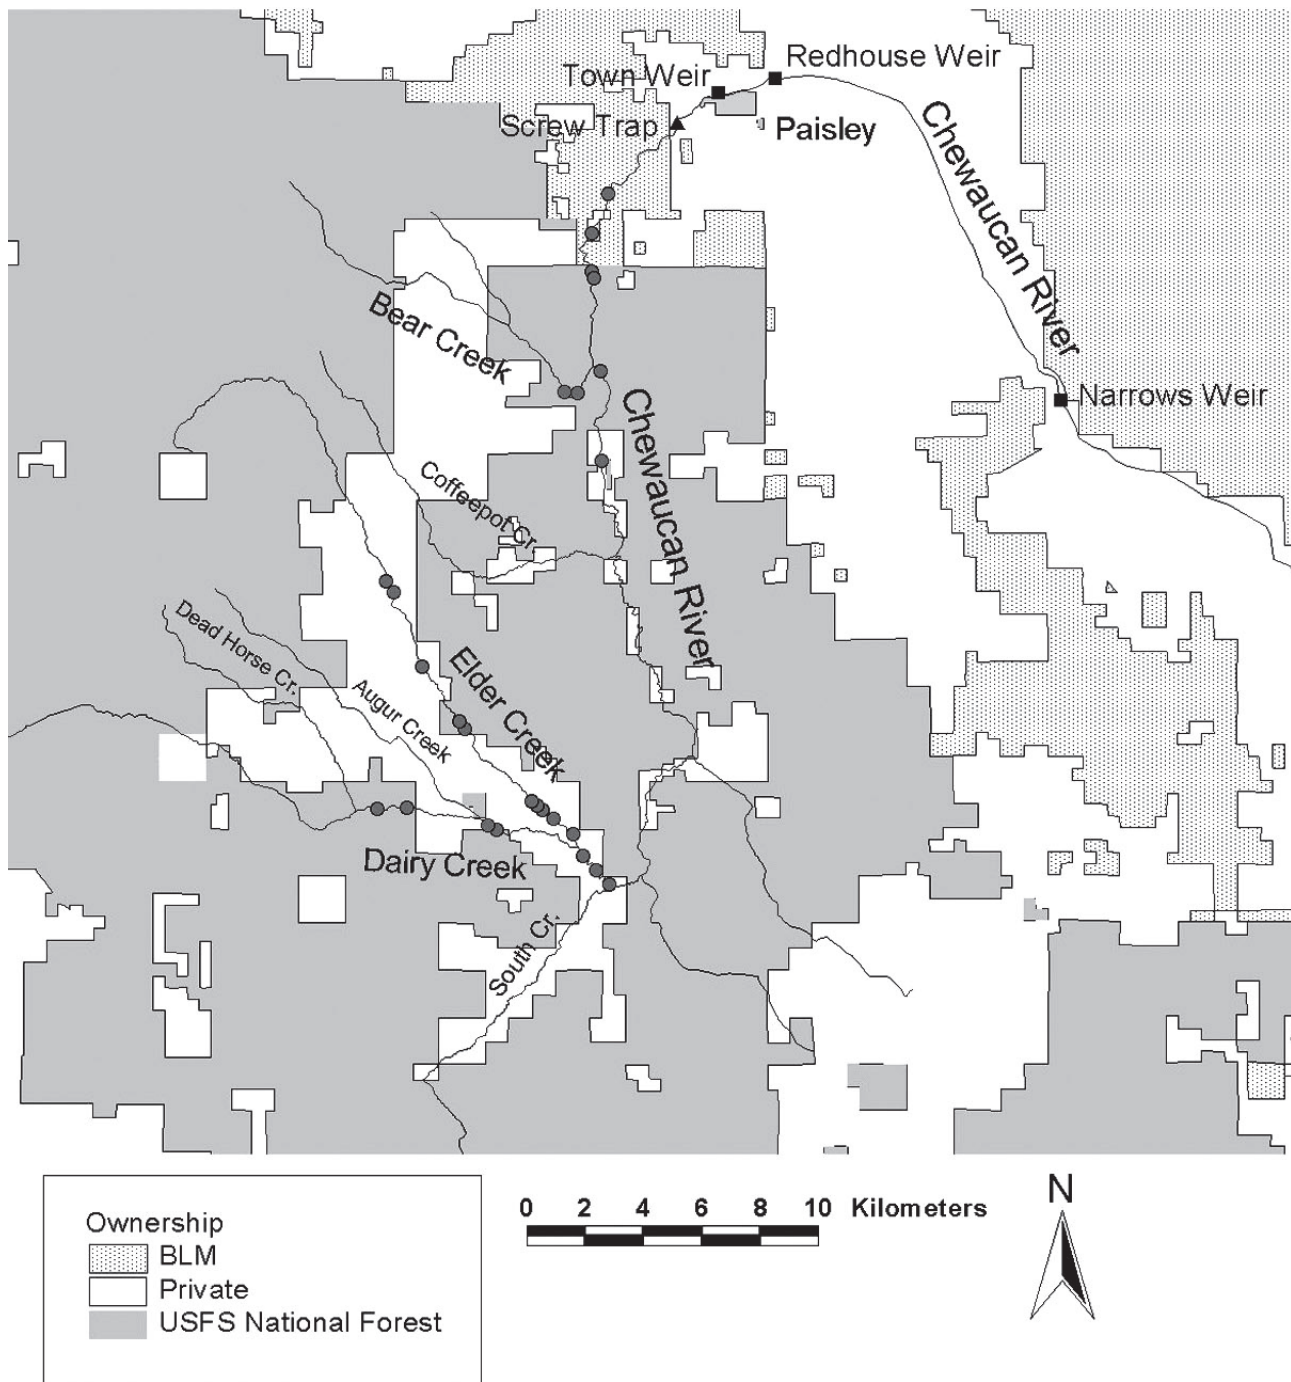 Redhouse Weir
Town Weir
Screw Trap
Paisley
Chewaucan River
Bear Creek
Narrows Weir
Chewaucan River
Coffeepot Cr.
Dead Horse Cr.
Elder Creek
Augur Creek
Dairy Creek
South Cr.
0 2 4 6 8 10 Kilometers
N
Ownership
BLM
Private
USFS National Forest